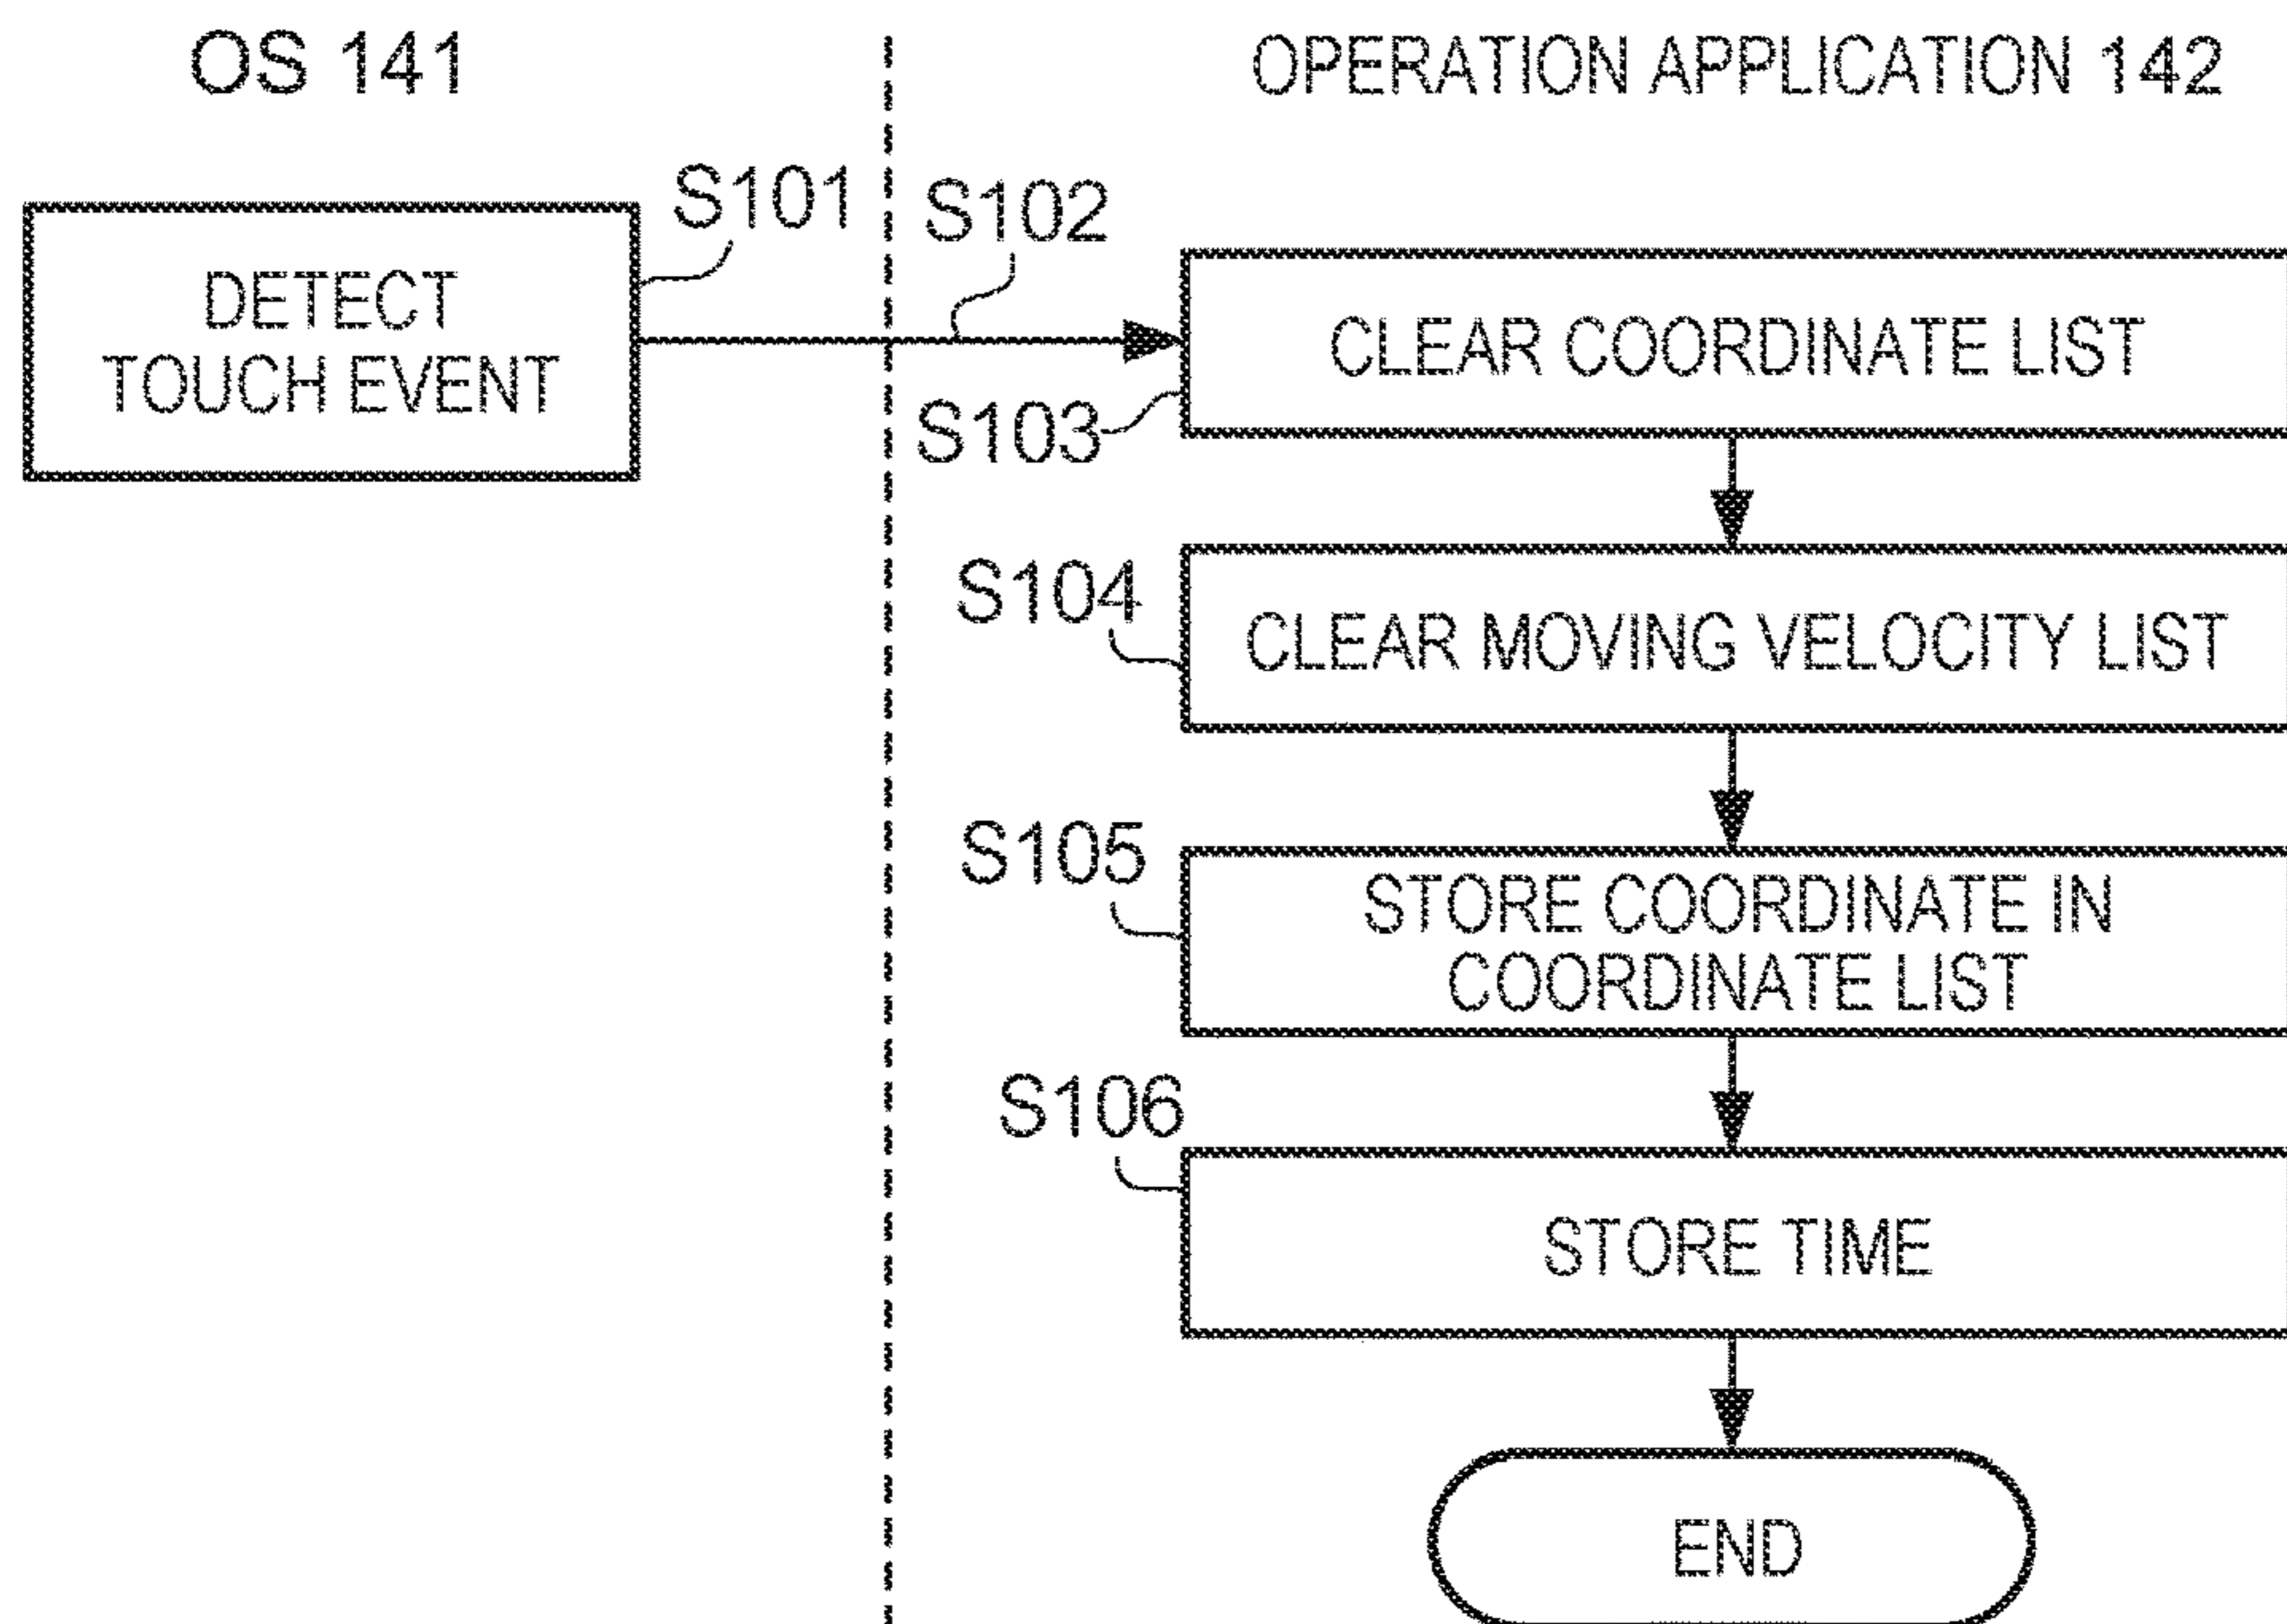 OS 141
OPERATION APPLICATION 142
S101
S102
DETECT
TOUCH EVENT
CLEAR COORDINATE LIST
S103
S104
CLEAR MOVING VELOCITY LIST
S105
STORE COORDINATE IN
COORDINATE LIST
S106
STORE TIME
END